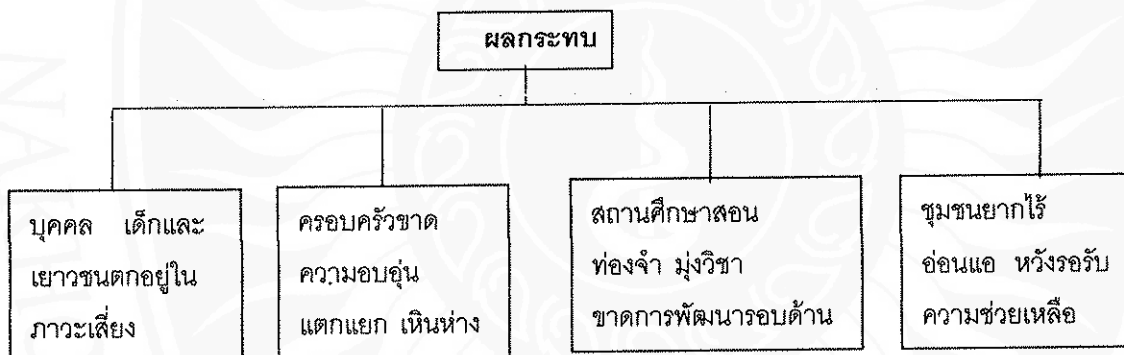 ผลกระทบ
บุคคล เด็กและ
เยาวชนตกอยู่ใน
ภาวะเสี่ยง
ครอบครัวขาด
ความอบอุ่น
แตกแยก เหินห่าง
สถานศึกษาสอน
ท่องจำ มุ่งวิชา
ขาดการพัฒนารอบด้าน
ชุมชนยากไร้
อ่อนแอ หวังรอรับ
ความช่วยเหลือ